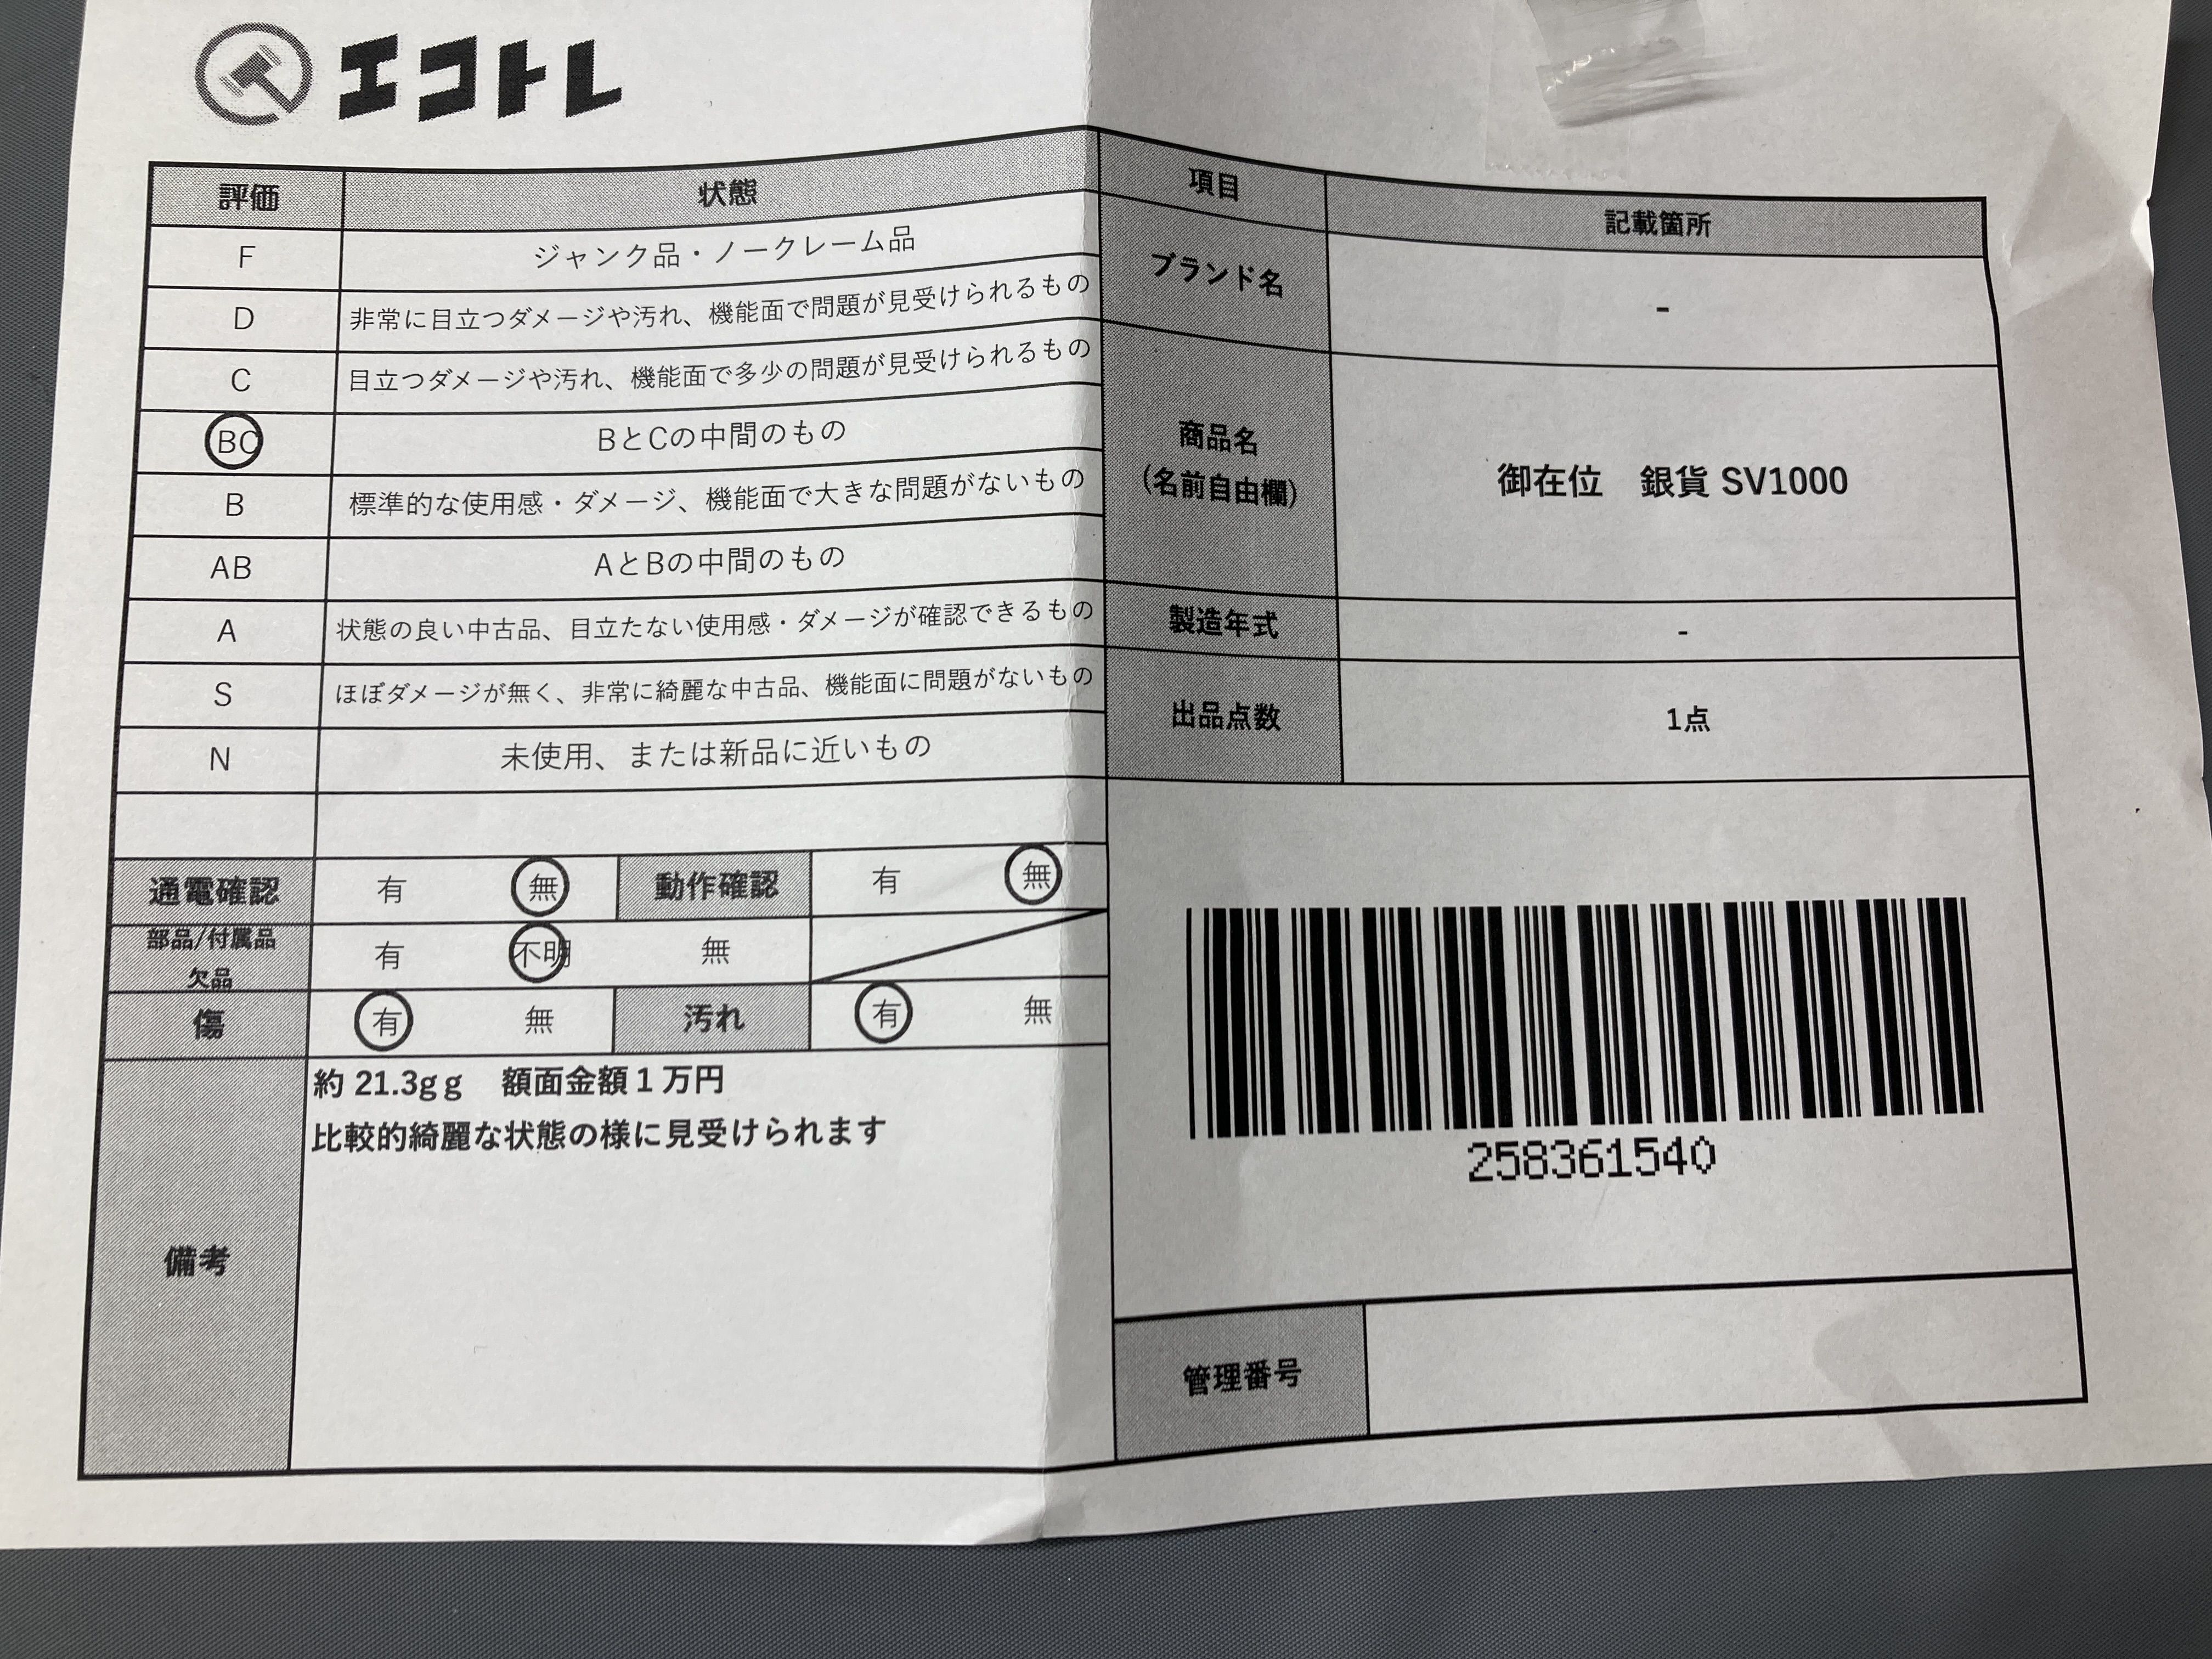 エコトレ
評価 状態
F ジャンク品・ノークレーム品
D 非常に目立つダメージや汚れ、機能面で問題が見受けられるもの
C 目立つダメージや汚れ、機能面で多少の問題が見受けられるもの
BC BとCの中間のもの
B 標準的な使用感・ダメージ、機能面で大きな問題がないもの
AB AとBの中間のもの
A 状態の良い中古品、目立たない使用感・ダメージが確認できるもの
S ほぼダメージが無く、非常に綺麗な中古品、機能面に問題がないもの
N 未使用、または新品に近いもの
通電確認 有 無 動作確認 有 無
部品/付属品
欠品 有 不明 無
傷 有 無 汚れ 有 無
備考
約 21.3gｇ 額面金額１万円
比較的綺麗な状態の様に見受けられます
項目 記載箇所
ブランド名 -
商品名
(名前自由欄) 御在位 銀貨 SV1000
製造年式 -
出品点数 1点
258361540
管理番号